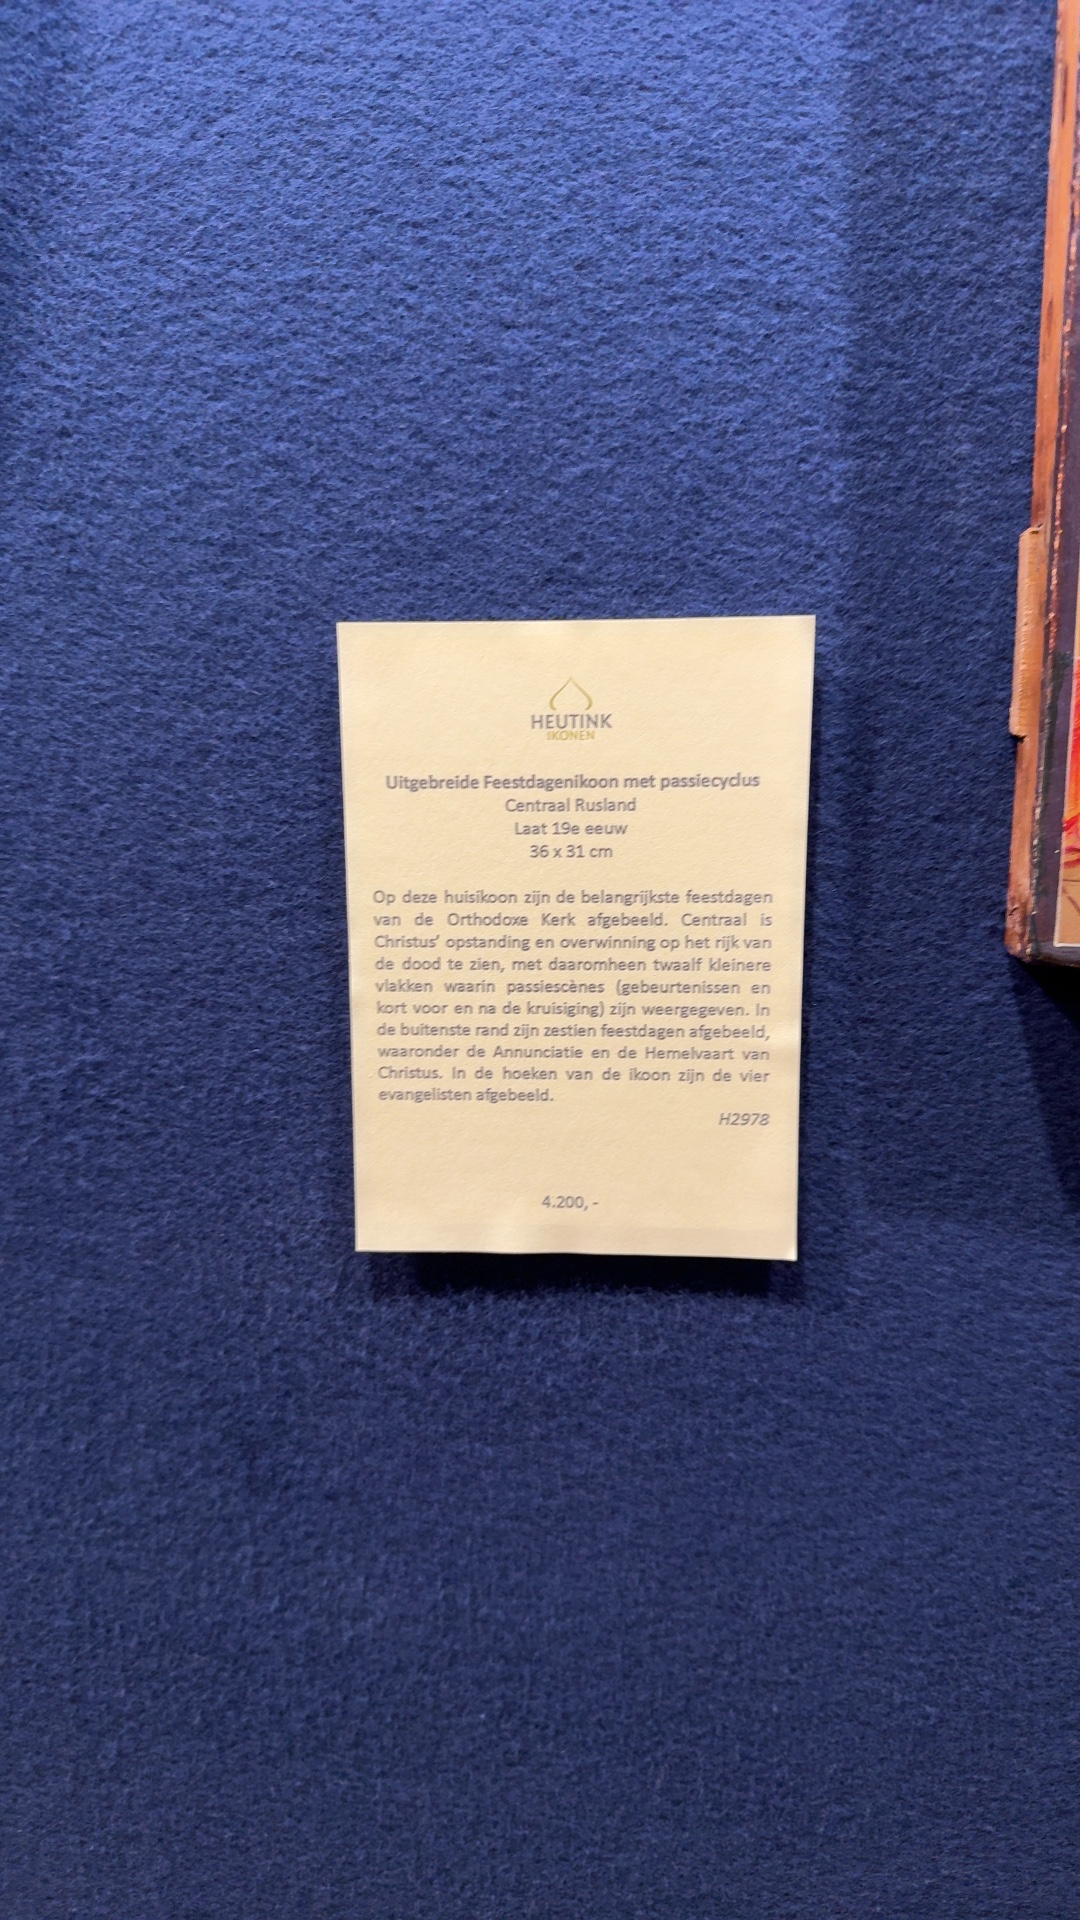 HEUTINK
IKONEN
Uitgebreide Feestdagenikoon met passiecyclus
Centraal Rusland
Laat 19e eeuw
36 x 31 cm
Op deze huisikoon zijn de belangrijkste feestdagen
van de Orthodoxe Kerk afgebeeld. Centraal is
Christus’ opstanding en overwinning op het rijk van
de dood te zien, met daaromheen twaalf kleinere
vlakken waarin passiescènes (gebeurtenissen en
kort voor en na de kruisiging) zijn weergegeven. In
de buitenste rand zijn zestien feestdagen afgebeeld,
waaronder de Annunciatie en de Hemelvaart van
Christus. In de hoeken van de ikoon zijn de vier
evangelisten afgebeeld.
H2978
4.200, -